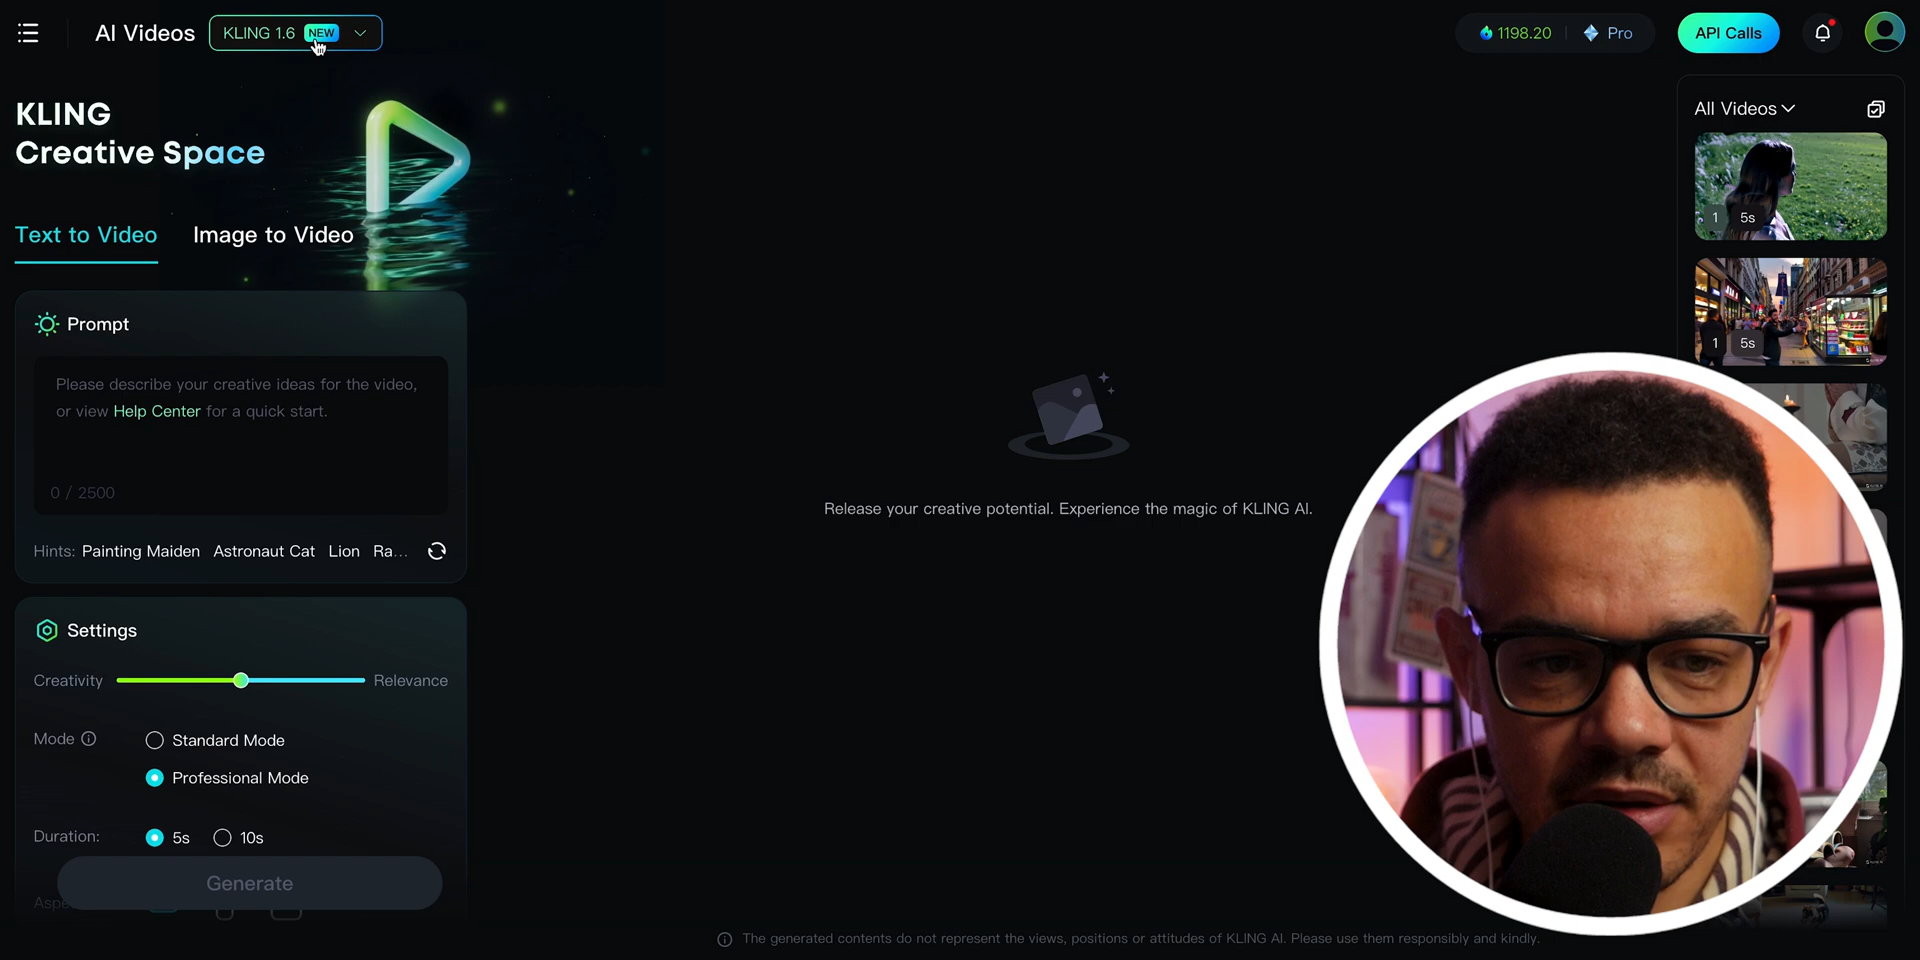 AI Videos
KLING 1.6 NEW
1198.20
Pro
API Calls
KLING
Creative Space
Text to Video
Image to Video
Prompt
Please describe your creative ideas for the video,
or view Help Center for a quick start.
0 / 2500
Hints: Painting Maiden Astronaut Cat Lion Ra...
Settings
Creativity
Relevance
Mode
Standard Mode
Professional Mode
Duration:
5s
10s
Generate
Release your creative potential. Experience the magic of KLING AI.
All Videos
1 5s
1 5s
The generated contents do not represent the views, positions or attitudes of KLING AI. Please use them responsibly and kindly.